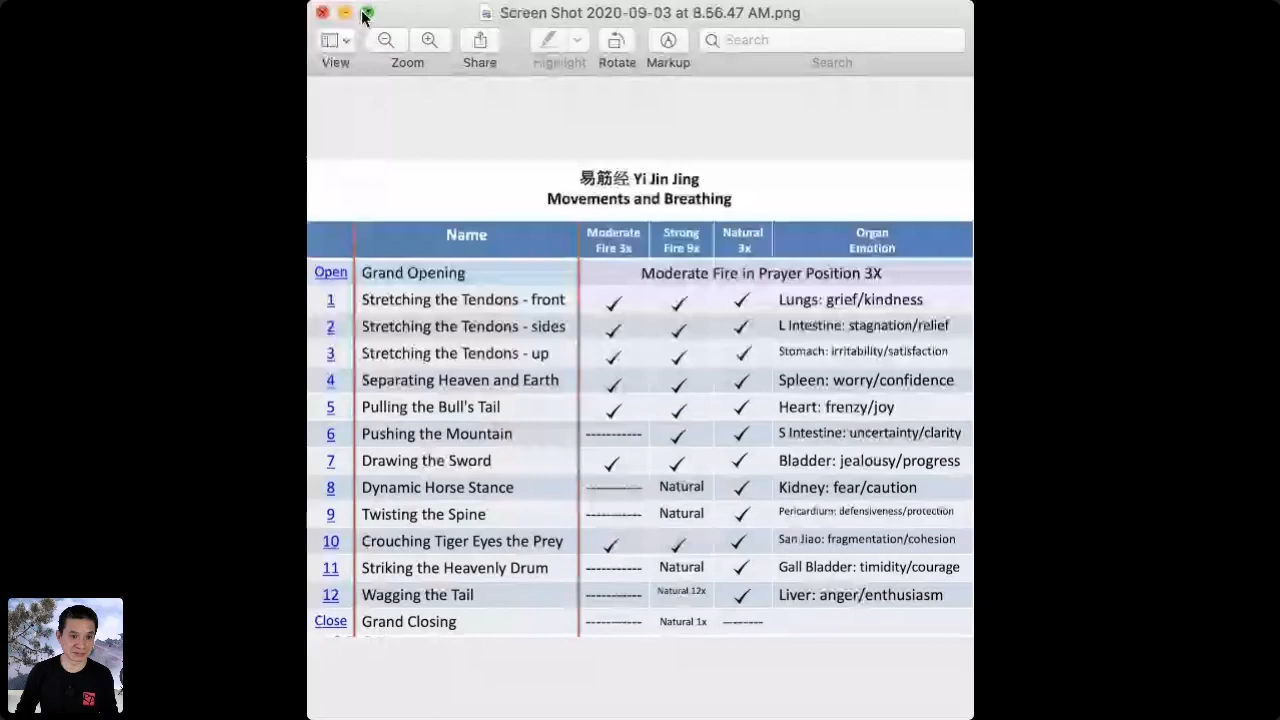 Screen Shot 2020-09-03 at 8.56.47 AM.png
Search
View Zoom Share Highlight Rotate Markup Search
易筋经 Yi Jin Jing
Movements and Breathing
Name Moderate Fire 3x Strong Fire 9x Natural 3x Organ Emotion
Open Grand Opening Moderate Fire in Prayer Position 3X
1 Stretching the Tendons - front ✓ ✓ ✓ Lungs: grief/kindness
2 Stretching the Tendons - sides ✓ ✓ ✓ L Intestine: stagnation/relief
3 Stretching the Tendons - up ✓ ✓ ✓ Stomach: irritability/satisfaction
4 Separating Heaven and Earth ✓ ✓ ✓ Spleen: worry/confidence
5 Pulling the Bull's Tail ✓ ✓ ✓ Heart: frenzy/joy
6 Pushing the Mountain ----------- ✓ ✓ S Intestine: uncertainty/clarity
7 Drawing the Sword ✓ ✓ ✓ Bladder: jealousy/progress
8 Dynamic Horse Stance ----------- Natural ✓ Kidney: fear/caution
9 Twisting the Spine ----------- Natural ✓ Pericardium: defensiveness/protection
10 Crouching Tiger Eyes the Prey ✓ ✓ ✓ San Jiao: fragmentation/cohesion
11 Striking the Heavenly Drum ----------- Natural ✓ Gall Bladder: timidity/courage
12 Wagging the Tail ----------- Natural 12x ✓ Liver: anger/enthusiasm
Close Grand Closing ----------- Natural 1x --------